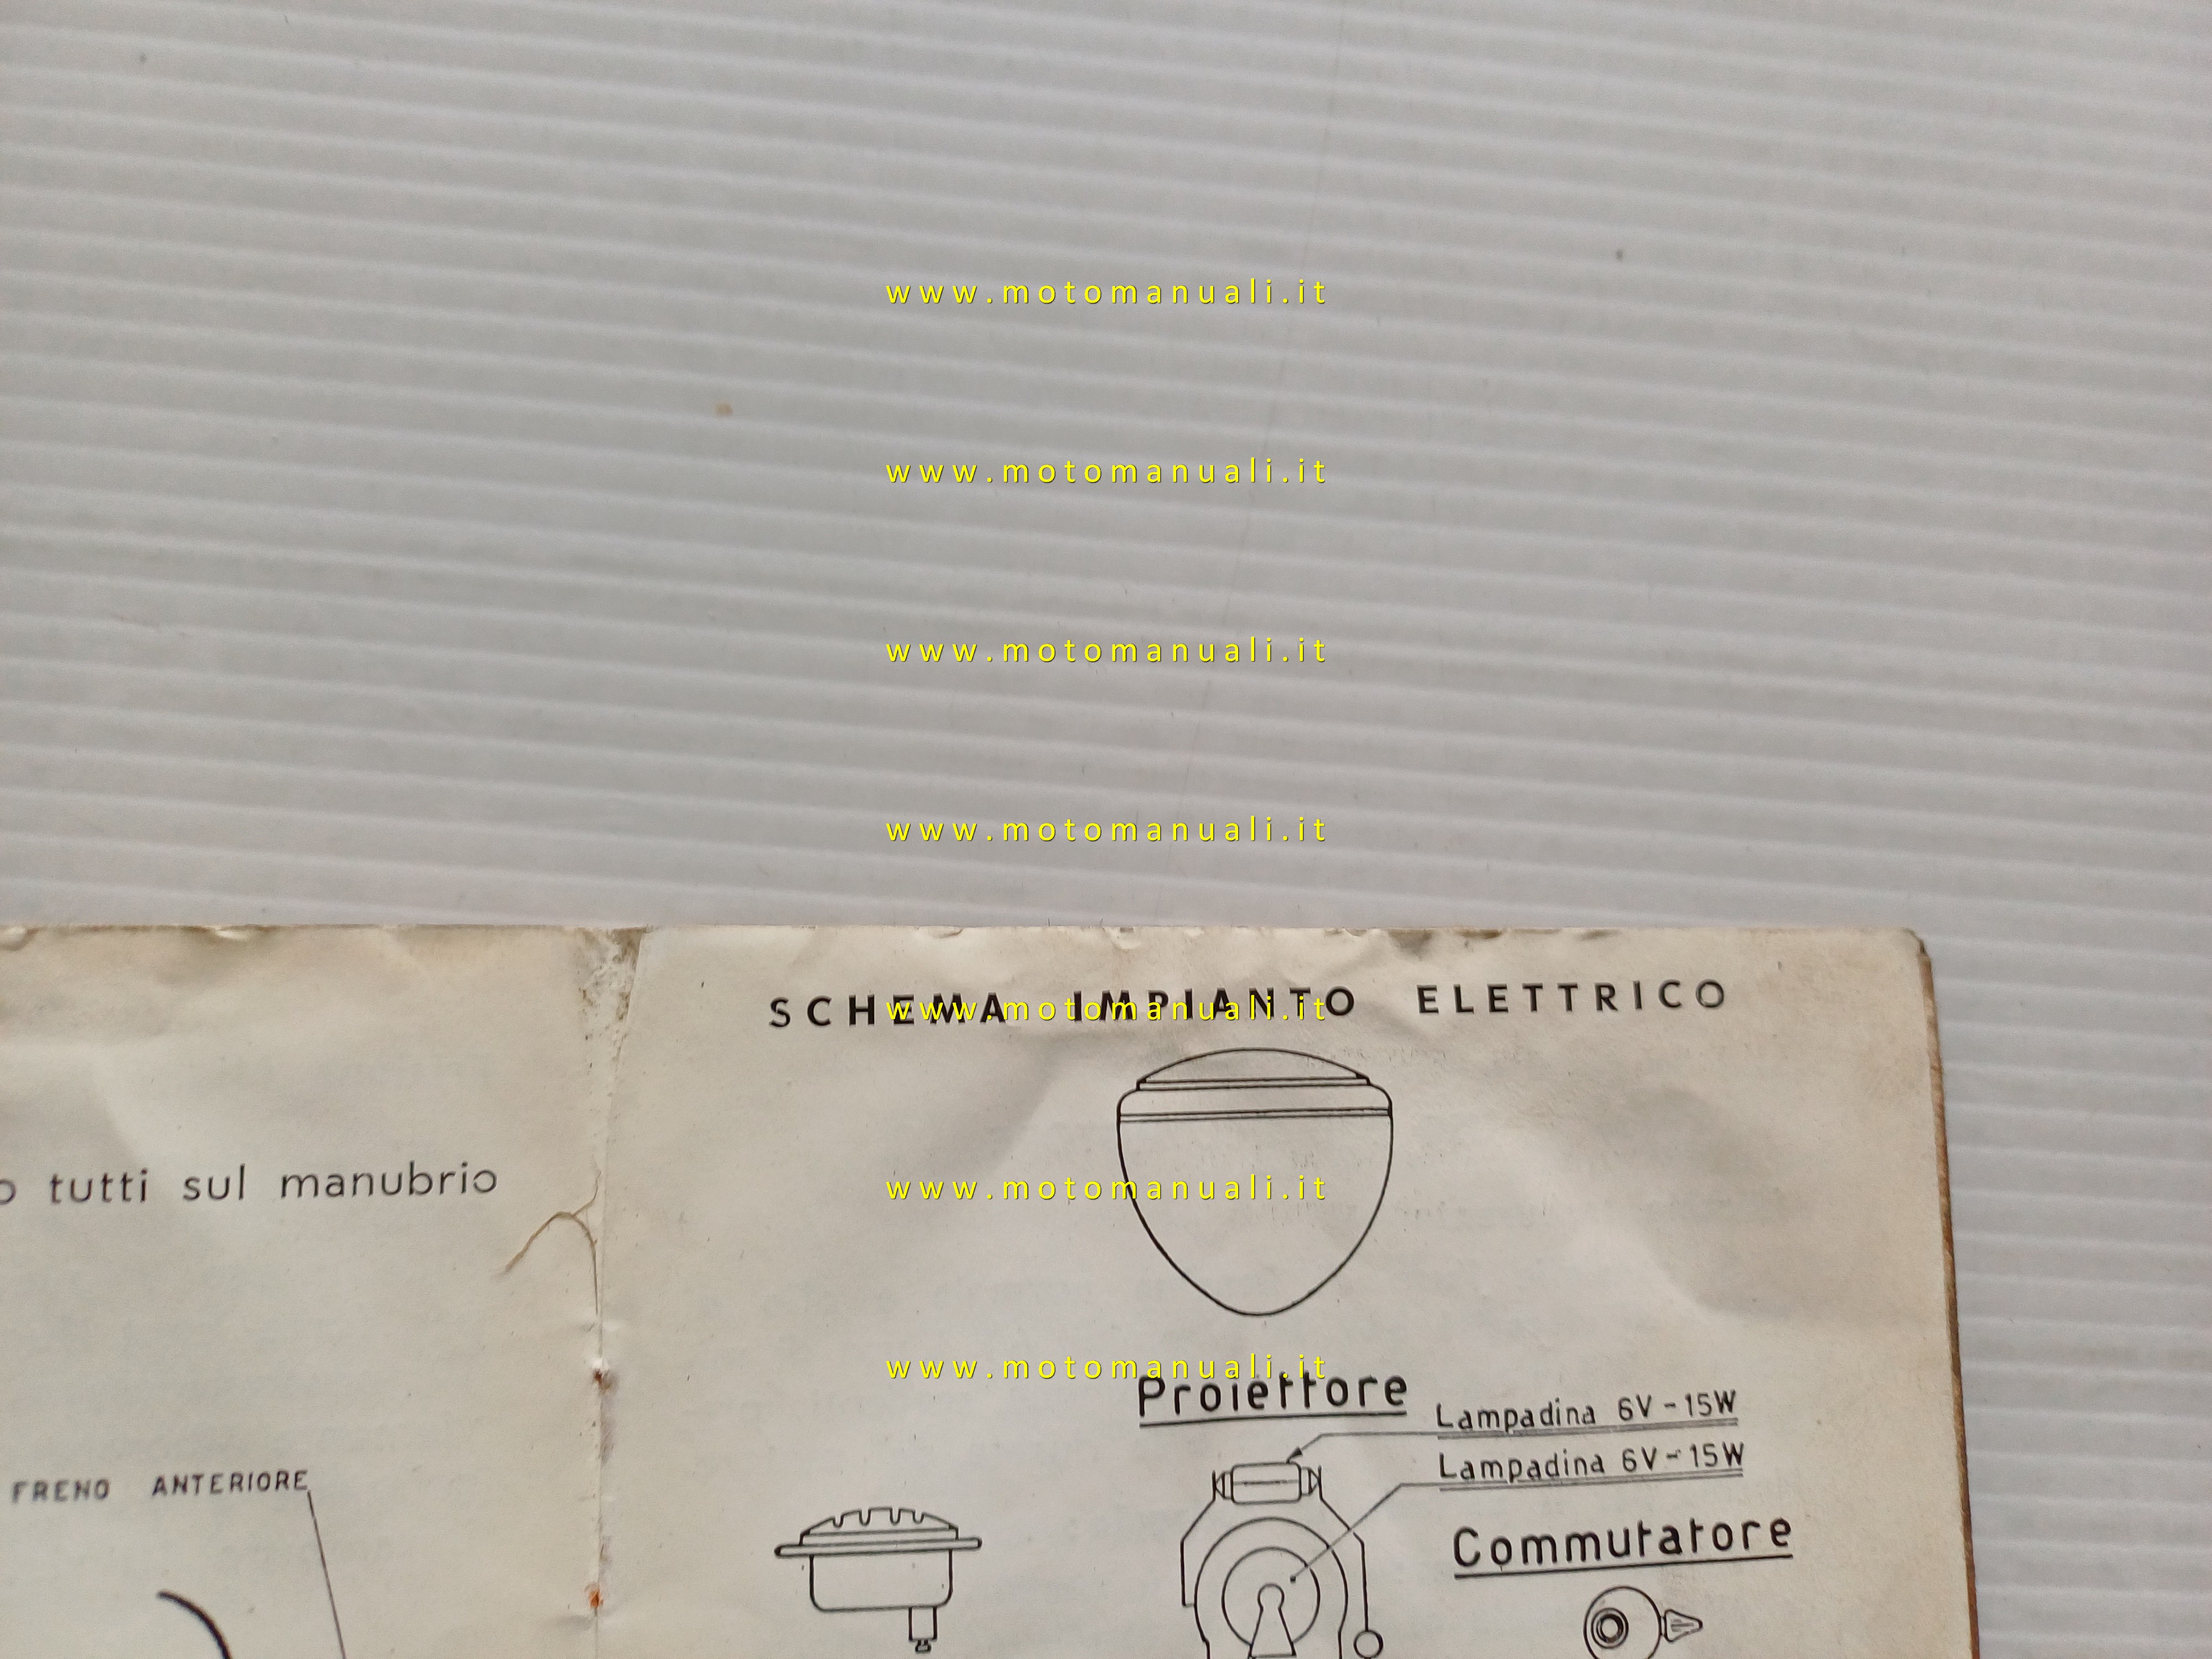 www.motomanuali.it
www.motomanuali.it
www.motomanuali.it
www.motomanuali.it
SCHEMA IMPIANTO ELETTRICO
www.motomanuali.it
tutti sul manubrio
www.motomanuali.it
www.motomanuali.it
Proiettore
Lampadina 6V-15W
Lampadina 6V-15W
FRENO ANTERIORE
Commutatore